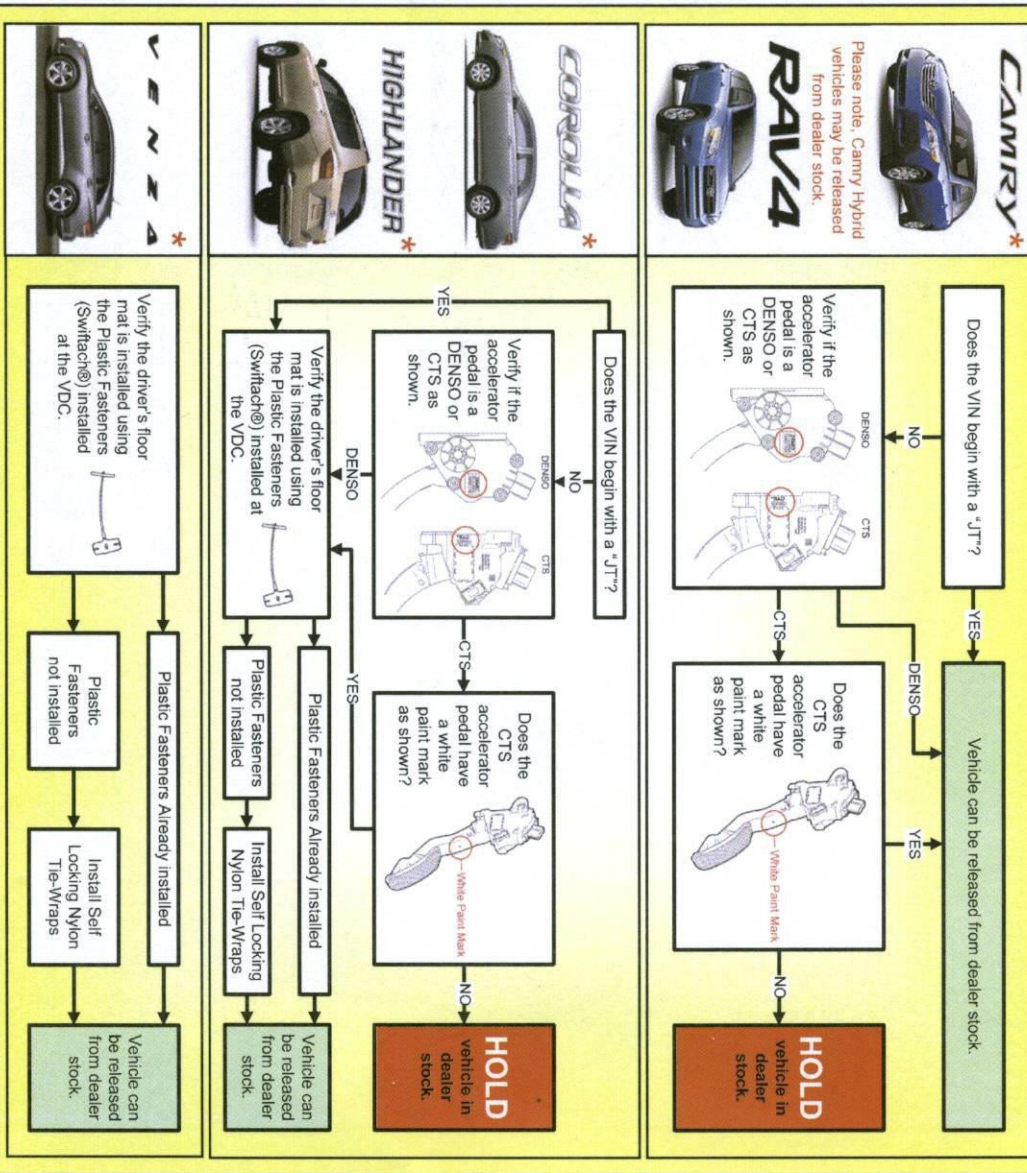 CAMRY*
Please note, Camry Hybrid
vehicles may be released
from dealer stock.
RAV4
Does the VIN begin with a "JT"?
YES
Vehicle can be released from dealer stock.
NO
Verify if the
accelerator
pedal is a
DENSO or
CTS as
shown.
DENSO
CTS
DENSO
CTS
Does the
CTS
accelerator
pedal have
a white
paint mark
as shown?
White Paint Mark
YES
NO
HOLD
vehicle in
dealer
stock.
COROLLA*
HIGHLANDER*
Does the VIN begin with a "JT"?
YES
NO
Verify if the
accelerator
pedal is a
DENSO or
CTS as
shown.
DENSO
CTS
CTS
Does the
CTS
accelerator
pedal have
a white
paint mark
as shown?
White Paint Mark
NO
HOLD
vehicle in
dealer
stock.
DENSO
YES
Verify the driver's floor
mat is installed using
the Plastic Fasteners
(Swiftach®) installed at
the VDC.
Plastic Fasteners Already installed
Plastic Fasteners
not installed
Install Self Locking
Nylon Tie-Wraps
Vehicle can
be released
from dealer
stock.
VENZA*
Verify the driver's floor
mat is installed using
the Plastic Fasteners
(Swiftach®) installed
at the VDC.
Plastic Fasteners Already installed
Plastic
Fasteners
not installed
Install Self
Locking Nylon
Tie-Wraps
Vehicle can
be released
from dealer
stock.